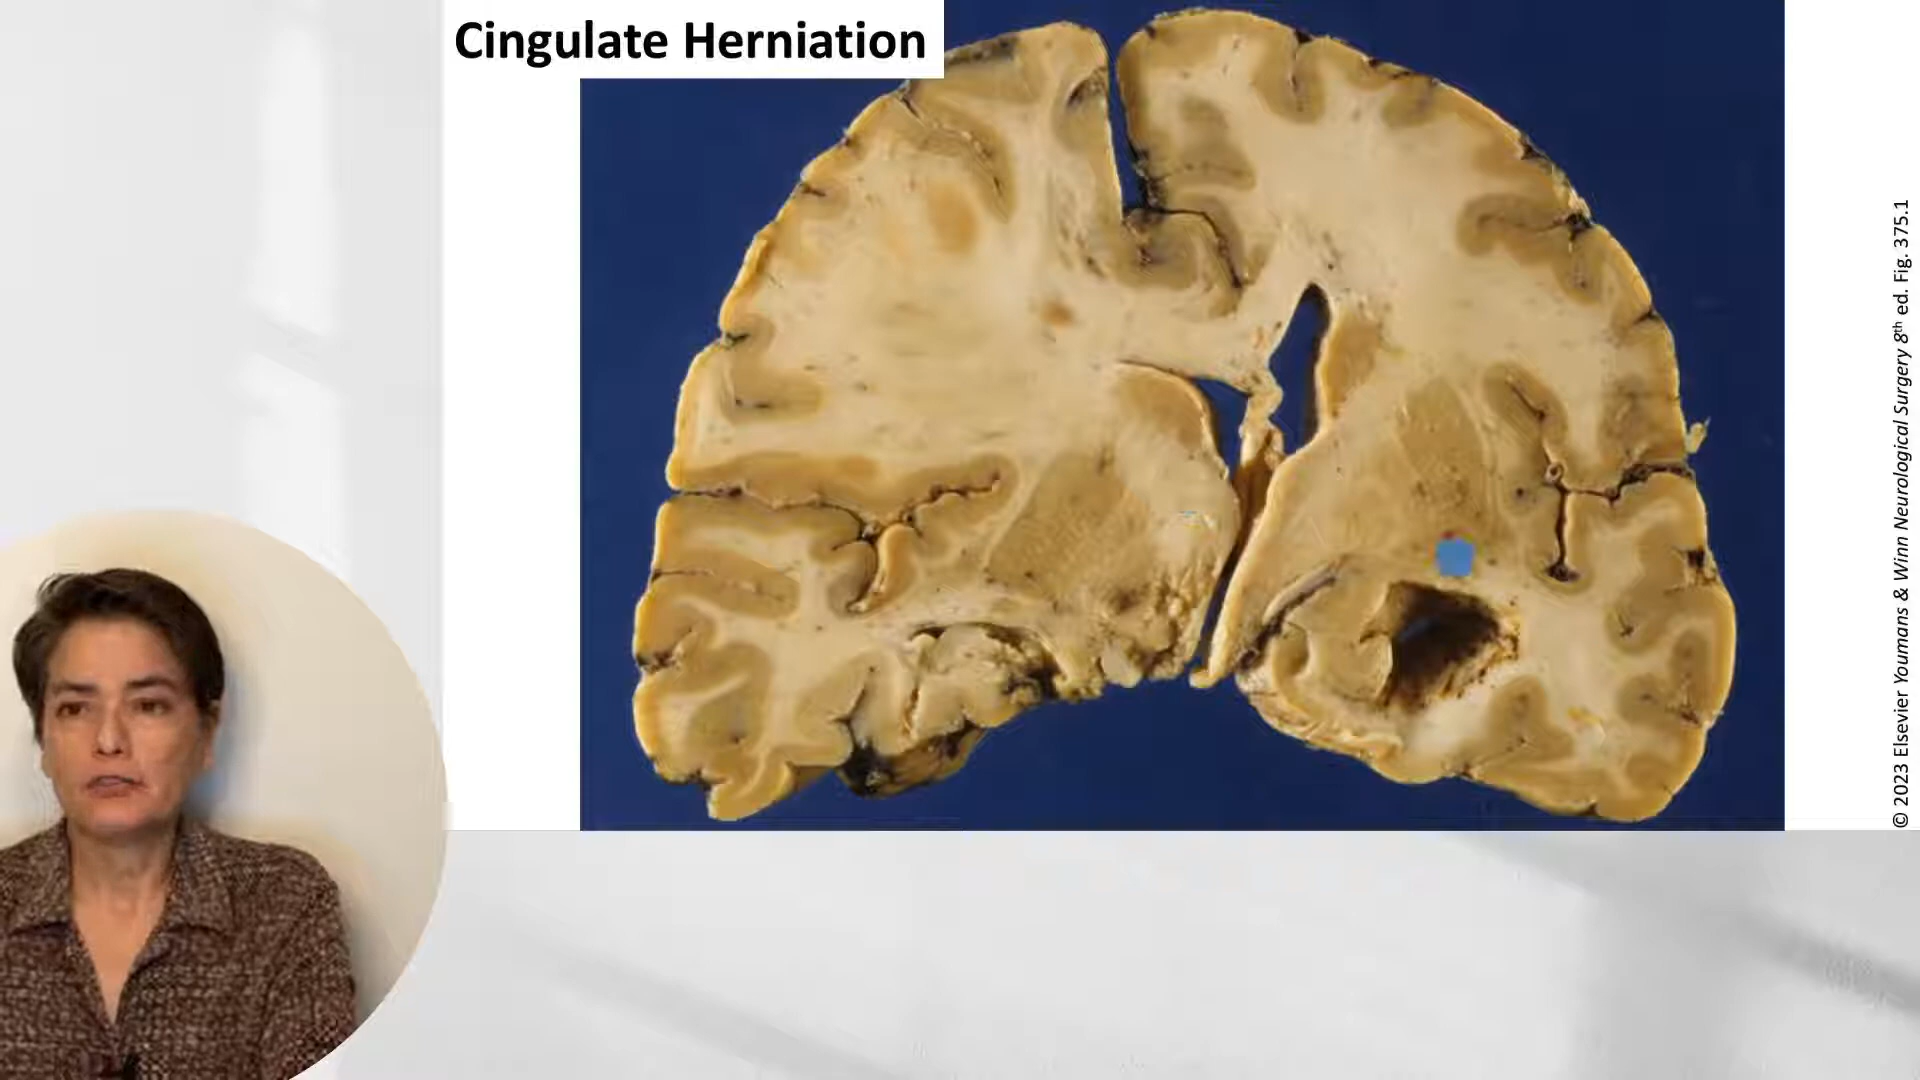 Cingulate Herniation
© 2023 Elsevier Youmans & Winn Neurological Surgery 8th ed. Fig. 375.1